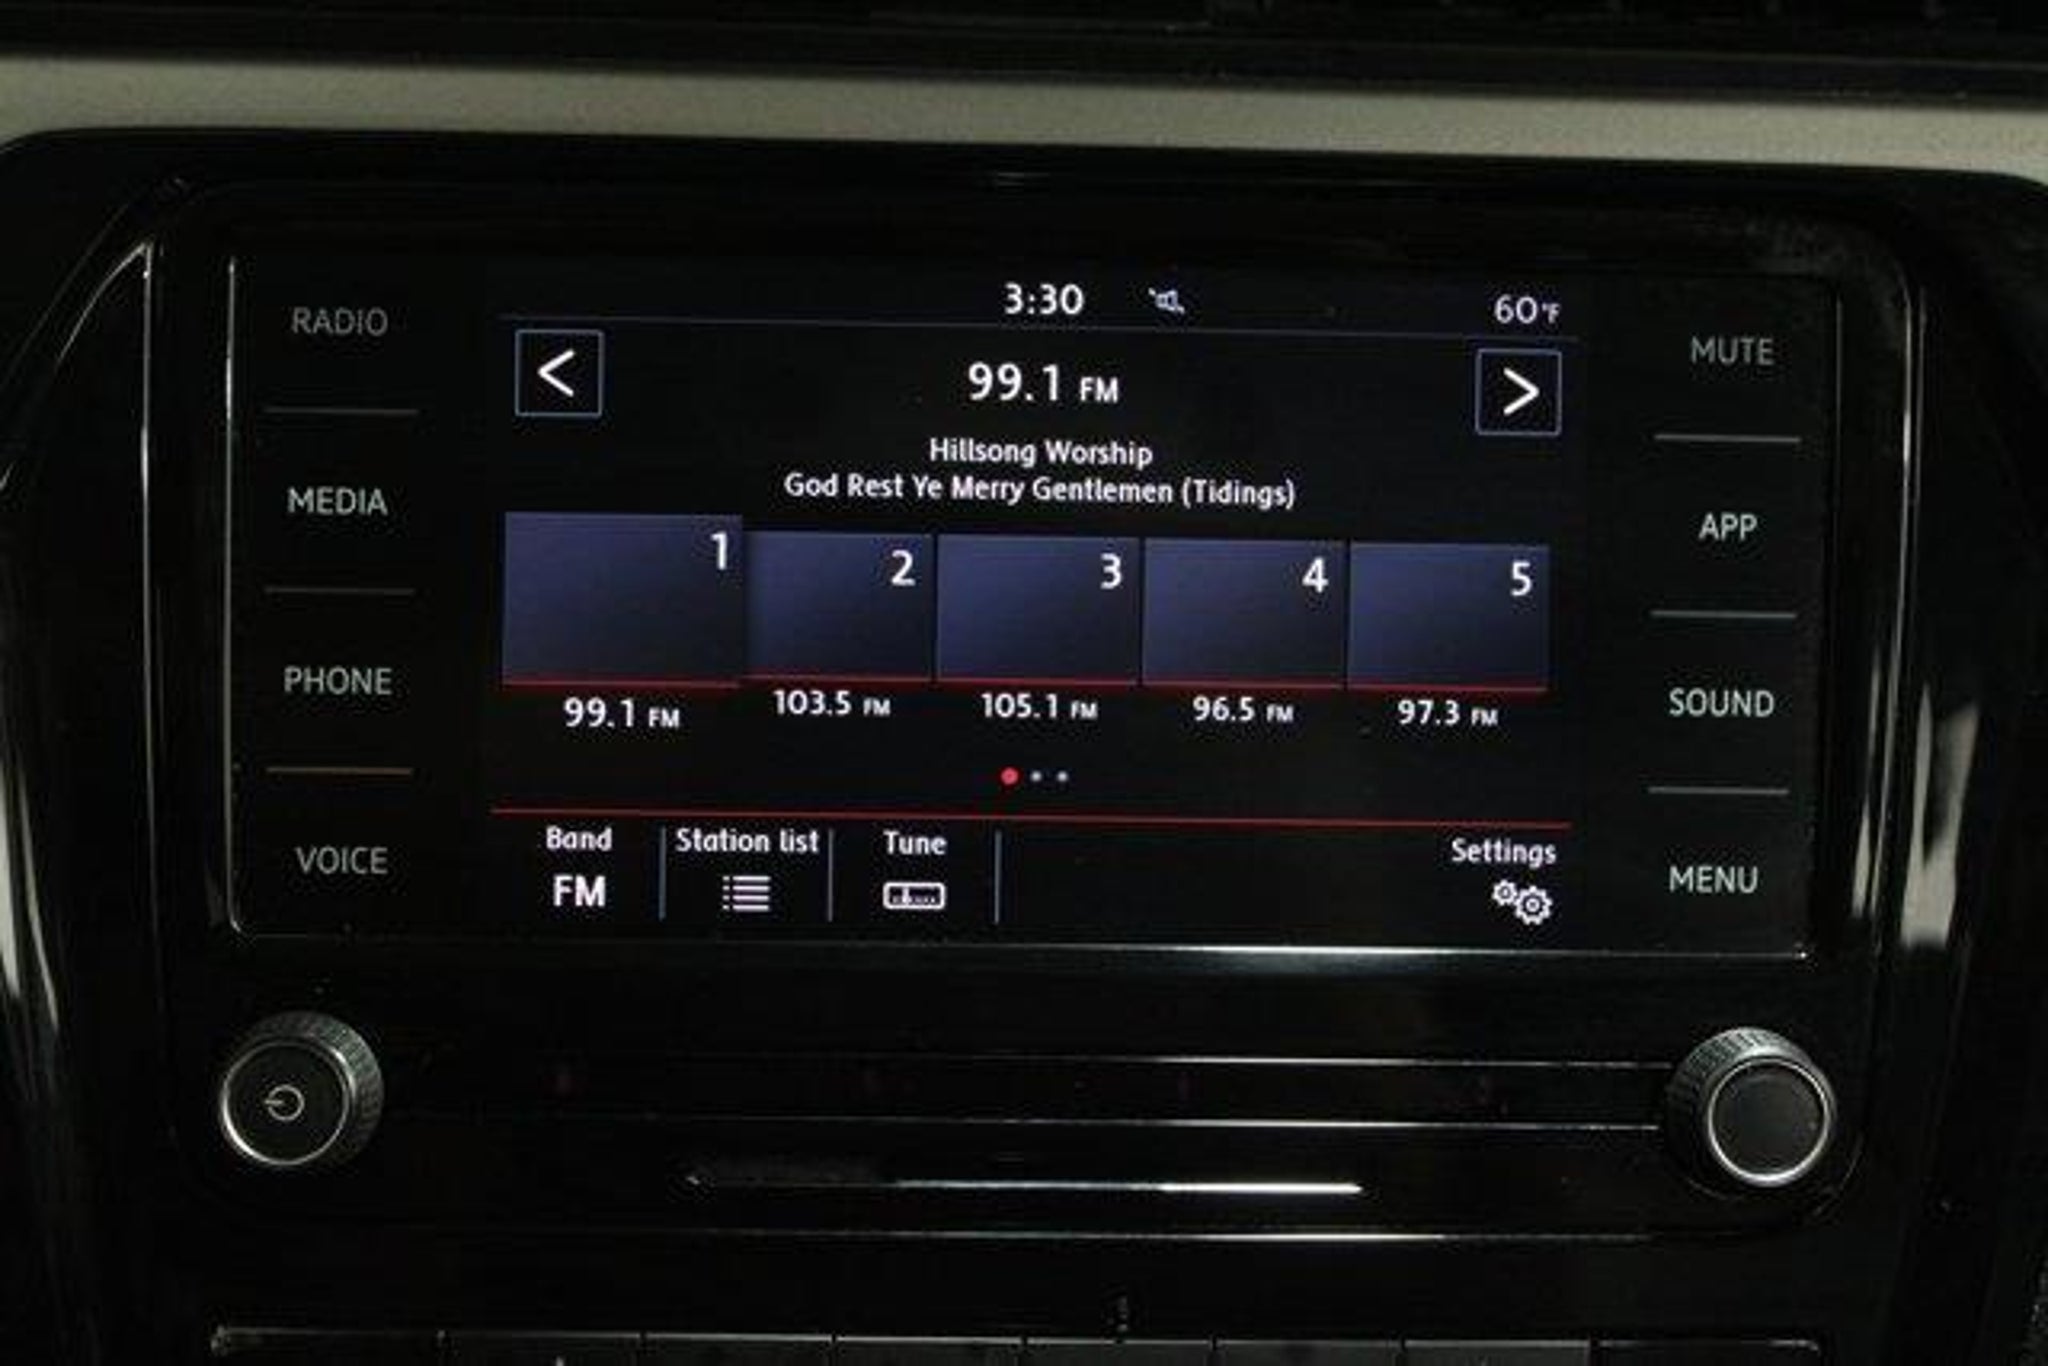 3:30
60°F
RADIO
MEDIA
PHONE
VOICE
<
99.1 FM
>
Hillsong Worship
God Rest Ye Merry Gentlemen (Tidings)
1
2
3
4
5
99.1 FM
103.5 FM
105.1 FM
96.5 FM
97.3 FM
Band
FM
Station list
Tune
Settings
MUTE
APP
SOUND
MENU